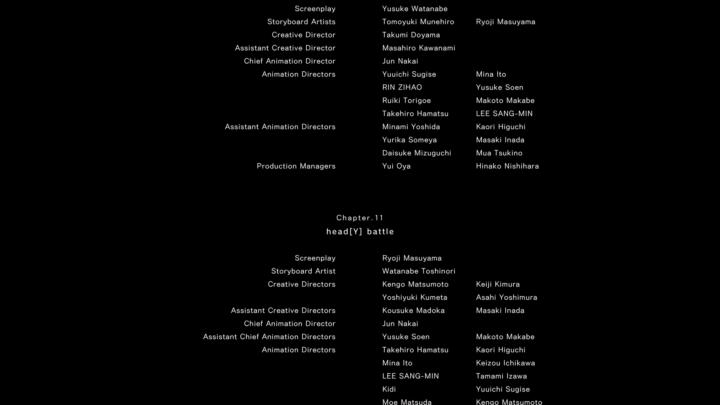 Screenplay Yusuke Watanabe
Storyboard Artists Tomoyuki Munehiro Ryoji Masuyama
Creative Director Takumi Doyama
Assistant Creative Director Masahiro Kawanami
Chief Animation Director Jun Nakai
Animation Directors Yuuichi Sugise Mina Ito
RIN ZIHAO Yusuke Soen
Ruiki Torigoe Makoto Makabe
Takehiro Hamatsu LEE SANG-MIN
Assistant Animation Directors Minami Yoshida Kaori Higuchi
Yurika Someya Masaki Inada
Daisuke Mizuguchi Mua Tsukino
Production Managers Yui Oya Hinako Nishihara
Chapter.11
head[Y] battle
Screenplay Ryoji Masuyama
Storyboard Artist Watanabe Toshinori
Creative Directors Kengo Matsumoto Keiji Kimura
Yoshiyuki Kumeta Asahi Yoshimura
Assistant Creative Directors Kousuke Madoka Masaki Inada
Chief Animation Director Jun Nakai
Assistant Chief Animation Directors Yusuke Soen Makoto Makabe
Animation Directors Takehiro Hamatsu Kaori Higuchi
Mina Ito Keizou Ichikawa
LEE SANG-MIN Tamami Izawa
Kidi Yuuichi Sugise
Moe Matsuda Kengo Matsumoto